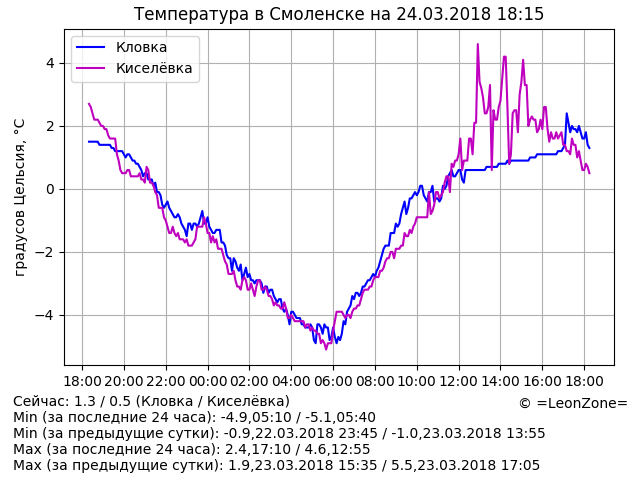 Температура в Смоленске на 24.03.2018 18:15
Кловка
Киселёвка
градусов Цельсия, °C
4
2
0
−2
−4
18:00 20:00 22:00 00:00 02:00 04:00 06:00 08:00 10:00 12:00 14:00 16:00 18:00
Сейчас: 1.3 / 0.5 (Кловка / Киселёвка)
© =LeonZone=
Min (за последние 24 часа): -4.9,05:10 / -5.1,05:40
Min (за предыдущие сутки): -0.9,22.03.2018 23:45 / -1.0,23.03.2018 13:55
Max (за последние 24 часа): 2.4,17:10 / 4.6,12:55
Max (за предыдущие сутки): 1.9,23.03.2018 15:35 / 5.5,23.03.2018 17:05